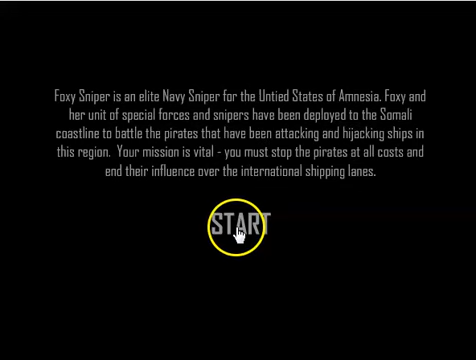 Foxy Sniper is an elite Navy Sniper for the Untied States of Amnesia. Foxy and
her unit of special forces and snipers have been deployed to the Somali
coastline to battle the pirates that have been attacking and hijacking ships in
this region. Your mission is vital - you must stop the pirates at all costs and
end their influence over the international shipping lanes.
START